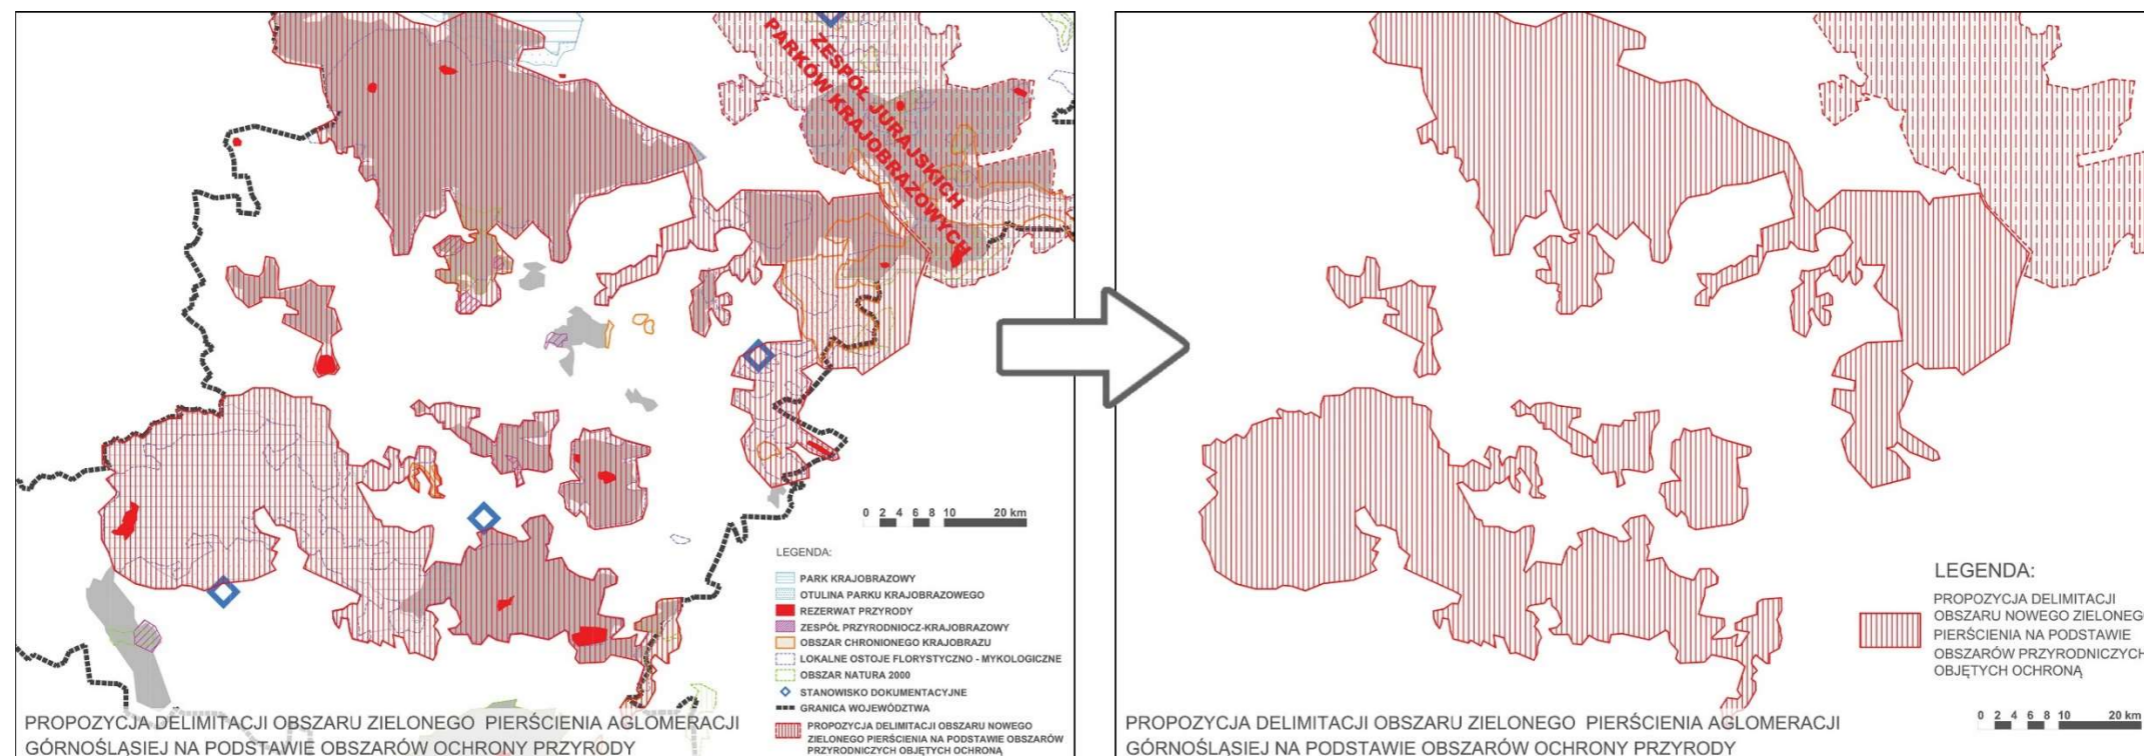 ZESPÓŁ JURAJSKICH
PARKÓW KRAJOBRAZOWYCH
0 2 4 6 8 10 20 km
LEGENDA:
PARK KRAJOBRAZOWY
OTULINA PARKU KRAJOBRAZOWEGO
REZERWAT PRZYRODY
ZESPÓŁ PRZYRODNIOCZ-KRAJOBRAZOWY
OBSZAR CHRONIONEGO KRAJOBRAZU
LOKALNE OSTOJE FLORYSTYCZNO - MYKOLOGICZNE
OBSZAR NATURA 2000
STANOWISKO DOKUMENTACYJNE
GRANICA WOJEWÓDZTWA
PROPOZYCJA DELIMITACJI OBSZARU NOWEGO
ZIELONEGO PIERŚCIENIA NA PODSTAWIE OBSZARÓW
PRZYRODNICZYCH OBJĘTYCH OCHRONĄ
PROPOZYCJA DELIMITACJI OBSZARU ZIELONEGO PIERŚCIENIA AGLOMERACJI
GÓRNOŚLĄSIEJ NA PODSTAWIE OBSZARÓW OCHRONY PRZYRODY
LEGENDA:
PROPOZYCJA DELIMITACJI
OBSZARU NOWEGO ZIELONEG
PIERŚCIENIA NA PODSTAWIE
OBSZARÓW PRZYRODNICZYCH
OBJĘTYCH OCHRONĄ
0 2 4 6 8 10 20 km
PROPOZYCJA DELIMITACJI OBSZARU ZIELONEGO PIERŚCIENIA AGLOMERACJI
GÓRNOŚLĄSIEJ NA PODSTAWIE OBSZARÓW OCHRONY PRZYRODY